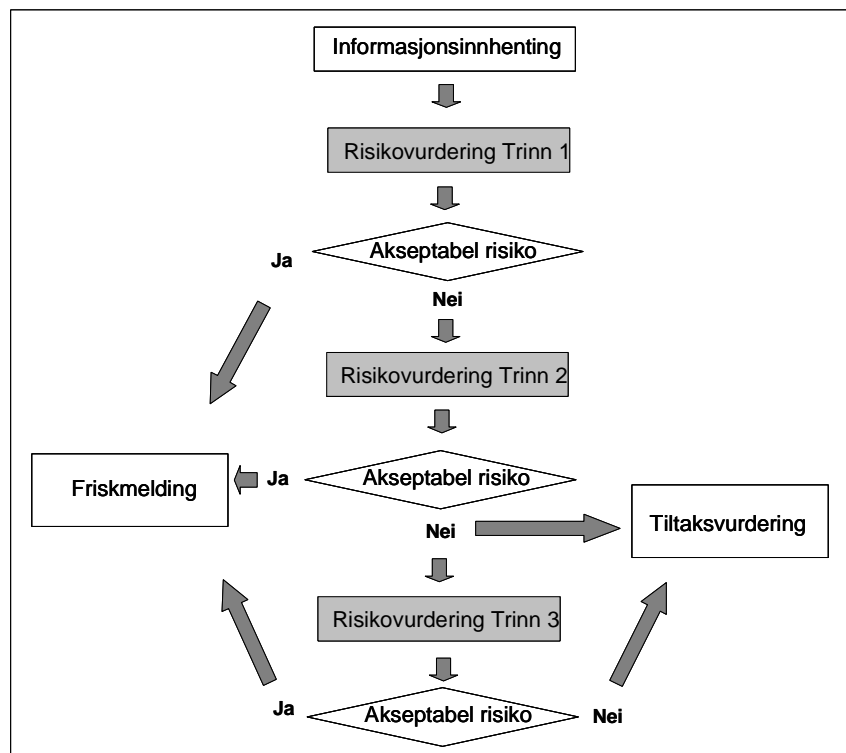 Informasjonsinnhenting
Risikovurdering Trinn 1
Akseptabel risiko
Ja
Nei
Risikovurdering Trinn 2
Akseptabel risiko
Ja
Friskmelding
Nei
Tiltaksvurdering
Risikovurdering Trinn 3
Akseptabel risiko
Ja
Nei